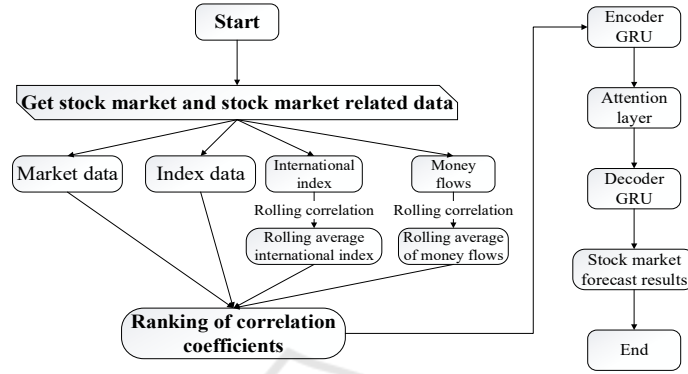 Start
Get stock market and stock market related data
Market data
Index data
International
index
Money
flows
Rolling correlation
Rolling correlation
Rolling average
international index
Rolling average
of money flows
Ranking of correlation
coefficients
Encoder
GRU
Attention
layer
Decoder
GRU
Stock market
forecast results
End